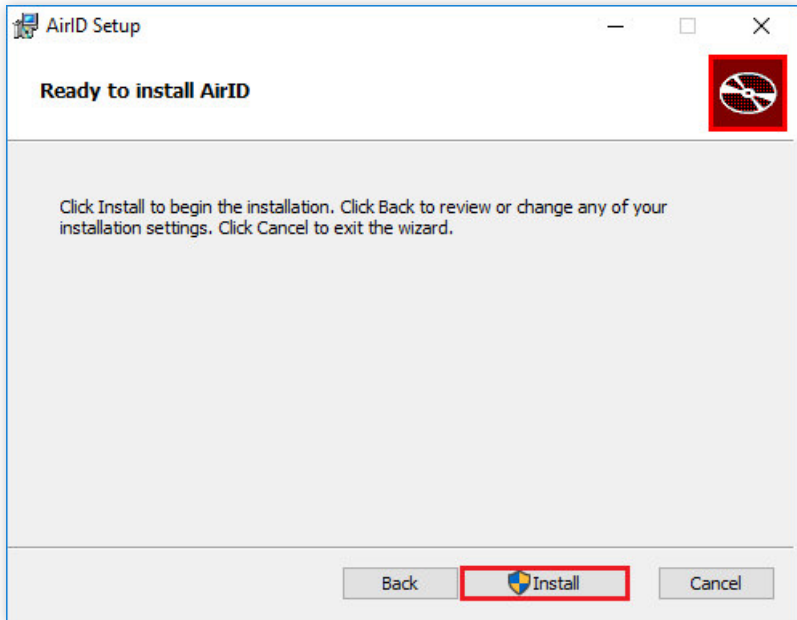 AirID Setup
Ready to install AirID
Click Install to begin the installation. Click Back to review or change any of your
installation settings. Click Cancel to exit the wizard.
Back Install Cancel